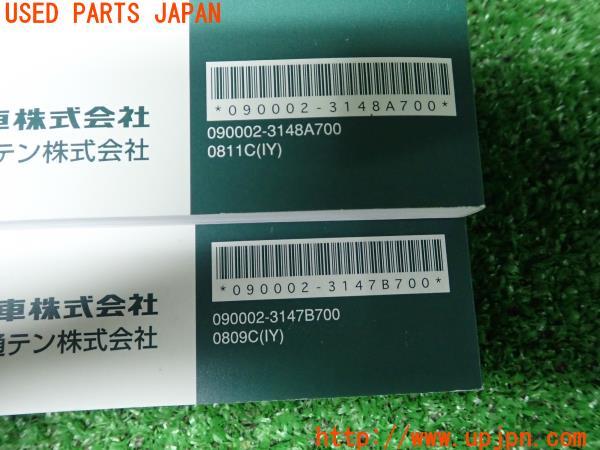 USED PARTS JAPAN
*090002-3148A700*
090002-3148A700
0811C(IY)
車株式会社
テン株式会社
*090002-3147B700*
090002-3147B700
0809C(IY)
車株式会社
通テン株式会社
http://www.upjpn.com